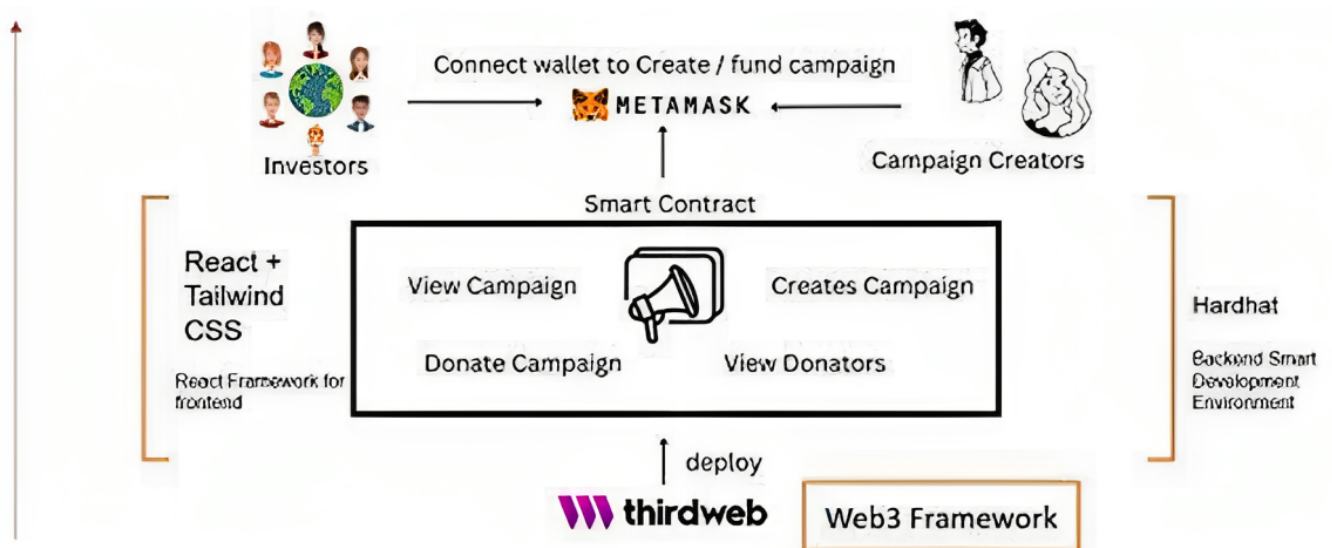 Connect wallet to Create / fund campaign
METAMASK
Investors
Campaign Creators
Smart Contract
React +
Tailwind
CSS
React Framework for
frontend
View Campaign
Creates Campaign
Donate Campaign
View Donators
Hardhat
Backend Smart
Development
Environment
deploy
thirdweb
Web3 Framework